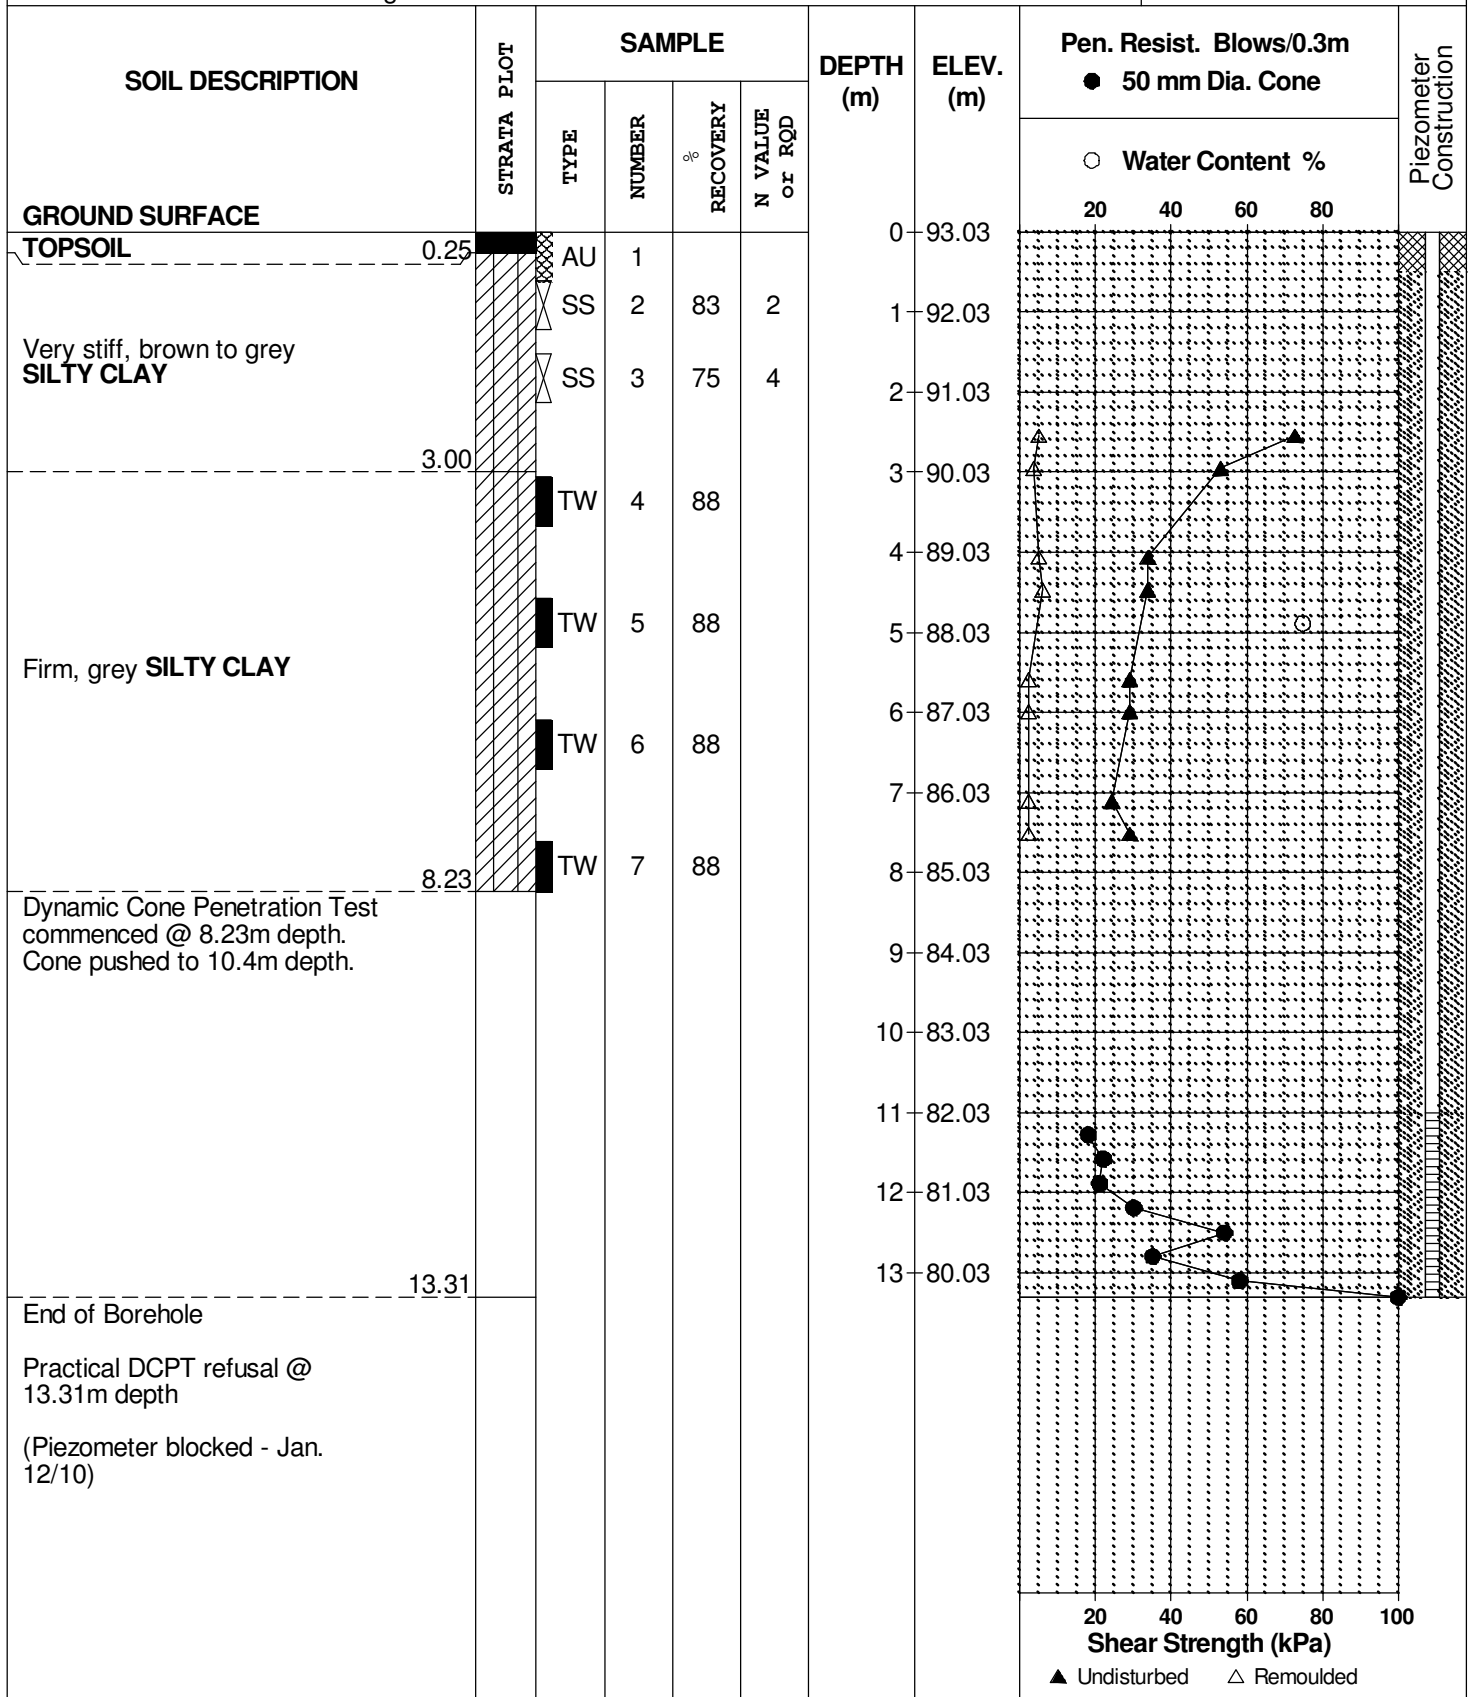 SOIL DESCRIPTION
STRATA PLOT
SAMPLE
TYPE
NUMBER
% RECOVERY
N VALUE or RQD
DEPTH (m)
ELEV. (m)
Pen. Resist. Blows/0.3m
● 50 mm Dia. Cone
○ Water Content %
20 40 60 80
Piezometer Construction
GROUND SURFACE
0 93.03
TOPSOIL 0.25
AU 1
SS 2 83 2
1 92.03
Very stiff, brown to grey
SILTY CLAY
SS 3 75 4
2 91.03
3.00
3 90.03
TW 4 88
4 89.03
TW 5 88
5 88.03
Firm, grey SILTY CLAY
6 87.03
TW 6 88
7 86.03
TW 7 88
8 85.03
8.23
Dynamic Cone Penetration Test
commenced @ 8.23m depth.
Cone pushed to 10.4m depth.
9 84.03
10 83.03
11 82.03
12 81.03
13 80.03
13.31
End of Borehole
Practical DCPT refusal @
13.31m depth
(Piezometer blocked - Jan.
12/10)
20 40 60 80 100
Shear Strength (kPa)
▲ Undisturbed △ Remoulded